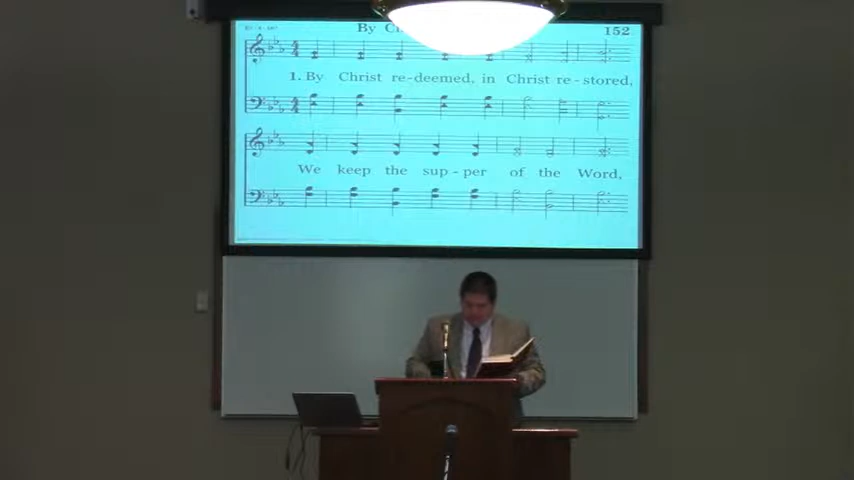 By
152
1. By Christ re-deemed, in Christ re-stored,
We keep the sup-per of the Word,